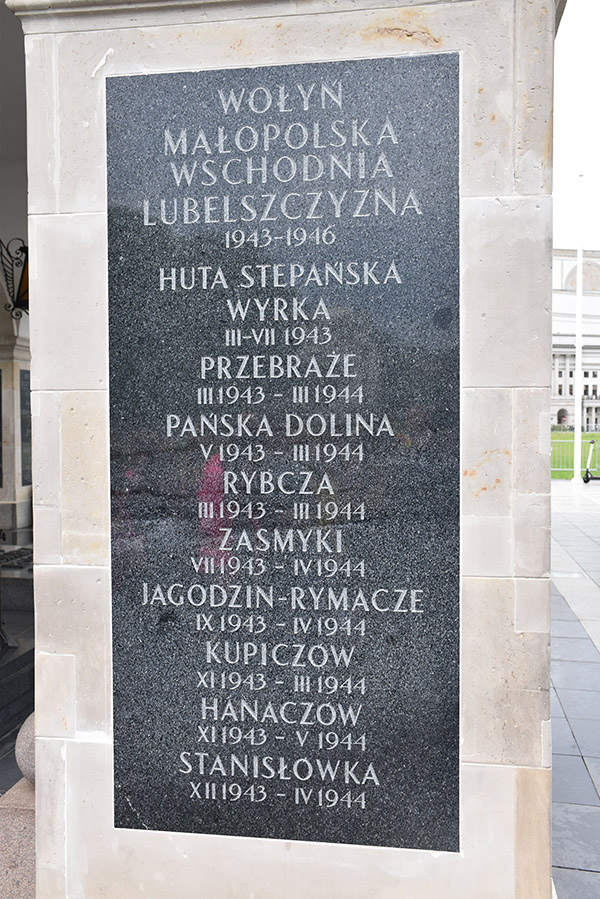 WOŁYŃ
MAŁOPOLSKA
WSCHODNIA
LUBELSZCZYZNA
1943-1946
HUTA STEPAŃSKA
WYRKA
III-VII 1943
PRZEBRAŻE
III 1943 - III 1944
PAŃSKA DOLINA
V 1943 - III 1944
RYBCZA
III 1943 - III 1944
ZASMYKI
VII 1943 - IV 1944
JAGODZIN-RYMACZE
IX 1943 - IV 1944
KUPICZÓW
XI 1943 - III 1944
HANACZÓW
XI 1943 - V 1944
STANISŁÓWKA
XII 1943 - IV 1944